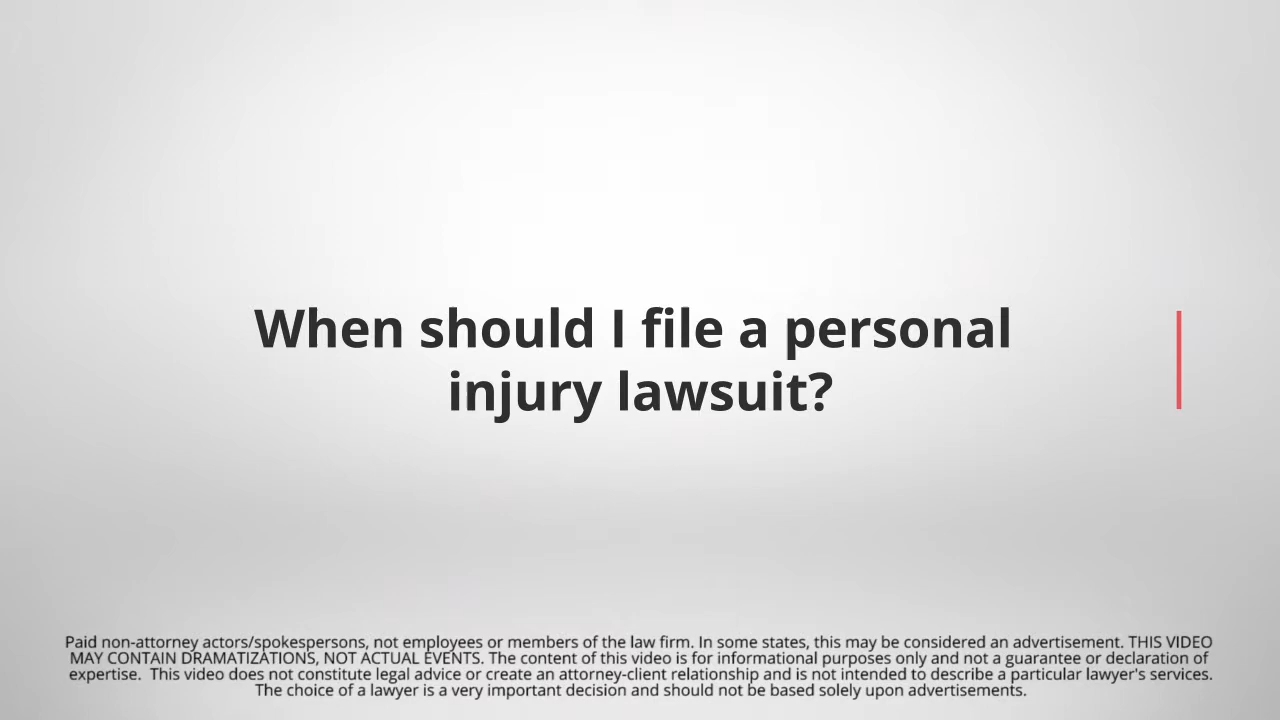 When should I file a personal
injury lawsuit?
Paid non-attorney actors/spokespersons, not employees or members of the law firm. In some states, this may be considered an advertisement. THIS VIDEO
MAY CONTAIN DRAMATIZATIONS, NOT ACTUAL EVENTS. The content of this video is for informational purposes only and not a guarantee or declaration of
expertise.  This video does not constitute legal advice or create an attorney-client relationship and is not intended to describe a particular lawyer's services.
The choice of a lawyer is a very important decision and should not be based solely upon advertisements.